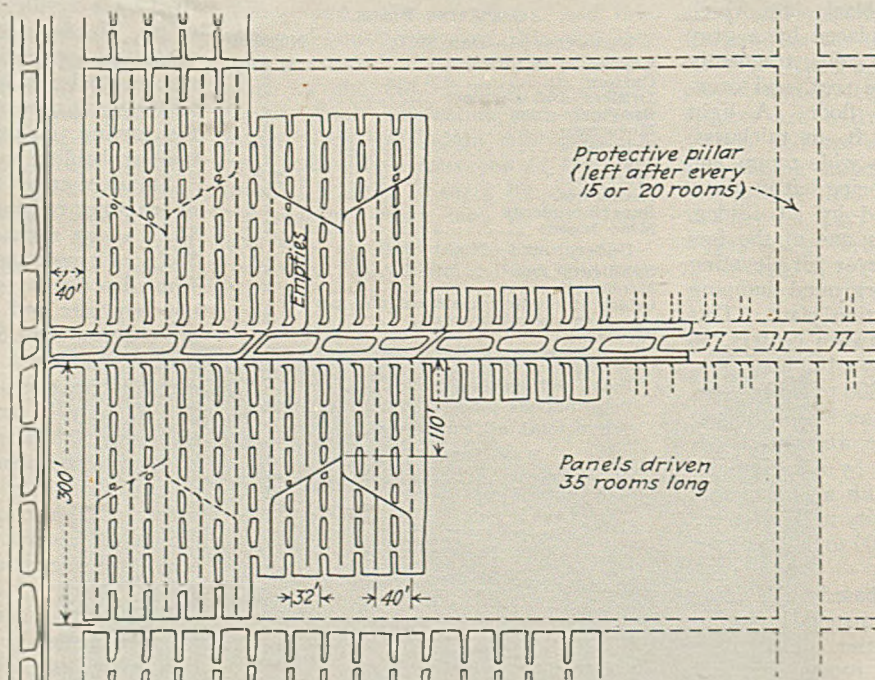 Protective pillar
(left after every
15 or 20 rooms)
40'
Empties
110'
300'
Panels driven
35 rooms long
32'
40'